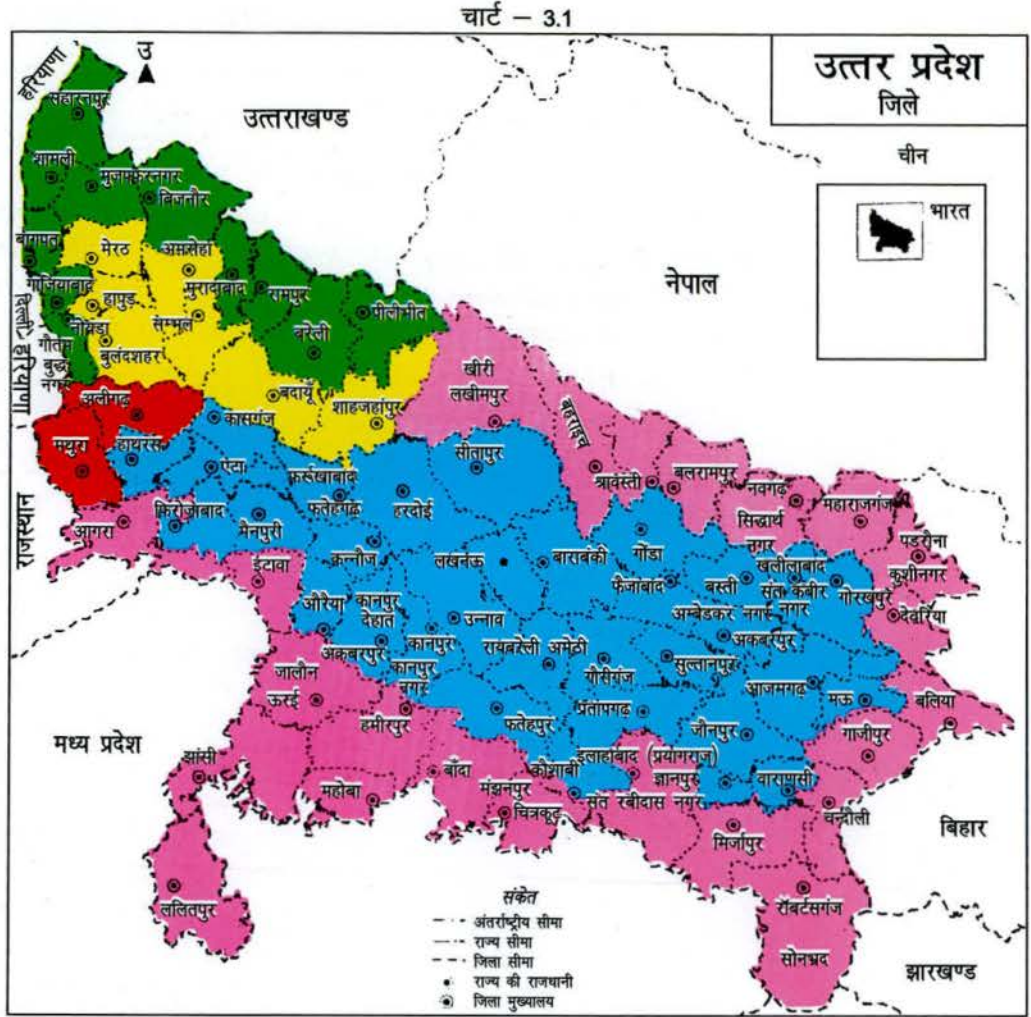 चार्ट – 3.1
उत्तर प्रदेश
जिले
उ
हरियाणा
उत्तराखण्ड
चीन
भारत
नेपाल
सहारनपुर
शामली
मुजफ्फरनगर
बिजनौर
बागपत
मेरठ
अमरोहा
गाजियाबाद
हापुड़
मुरादाबाद
रामपुर
पीलीभीत
दिल्ली
हरियाणा
नोयडा
सम्भल
बरेली
गौतम
बुद्ध
नगर
बुलंदशहर
खीरी
लखीमपुर
अलीगढ़
कासगंज
बदायूँ
शाहजहांपुर
बहराइच
मथुरा
हाथरस
एटा
फर्रूखाबाद
फतेहगढ़
हरदोई
सीतापुर
श्रावस्ती
बलरामपुर
नवगढ़
सिद्धार्थ
नगर
महाराजगंज
राजस्थान
आगरा
फिरोजाबाद
मैनपुरी
कन्नौज
लखनऊ
बाराबंकी
गोंडा
पडरौना
कुशीनगर
इटावा
फैजाबाद
बस्ती
खलीलाबाद
संत कबीर
नगर
गोरखपुर
देवरिया
औरैया
कानपुर
देहात
उन्नाव
अम्बेडकर नगर
अकबरपुर
अकबरपुर
कानपुर
कानपुर
नगर
रायबरेली
अमेठी
गौरीगंज
सुल्तानपुर
आजमगढ़
मऊ
बलिया
जालौन
उरई
हमीरपुर
फतेहपुर
प्रतापगढ़
जौनपुर
गाजीपुर
मध्य प्रदेश
झांसी
महोबा
बाँदा
कौशाबी
मंझनपुर
चित्रकूट
इलाहाबाद (प्रयागराज)
ज्ञानपुर
संत रबीदास नगर
वाराणसी
चन्दौली
मिर्जापुर
बिहार
ललितपुर
रॉबर्टसगंज
सोनभ्रद
झारखण्ड
संकेत
अंतर्राष्ट्रीय सीमा
राज्य सीमा
जिला सीमा
राज्य की राजधानी
जिला मुख्यालय